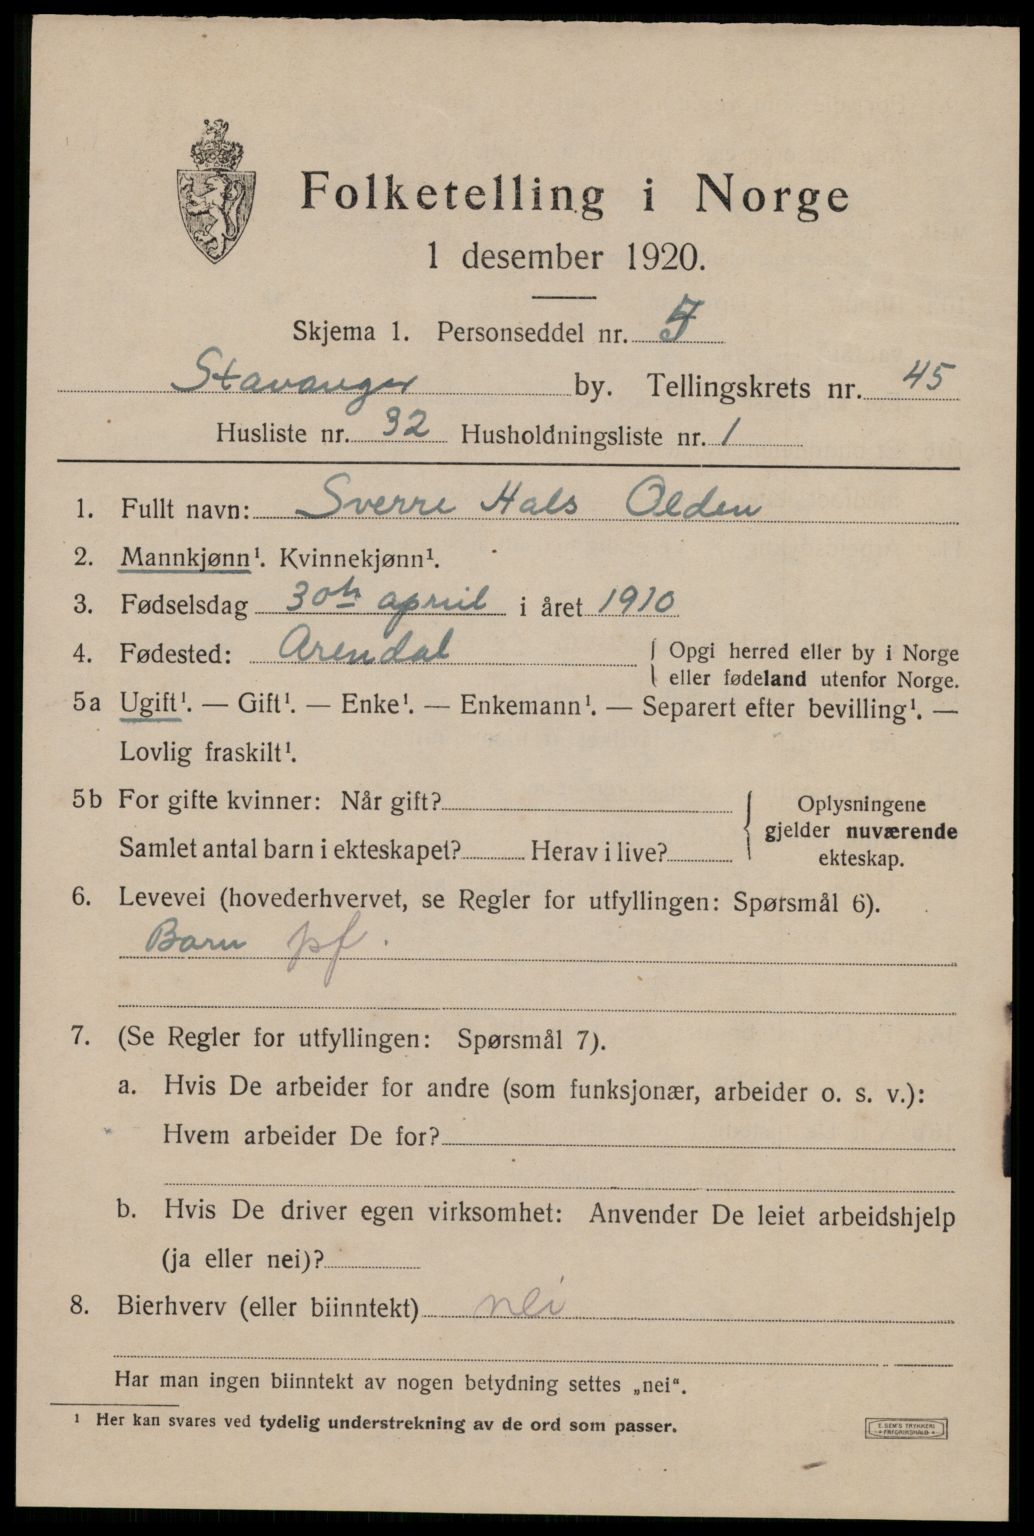 Folketelling i Norge
1 desember 1920.
Skjema 1. Personseddel nr.
Stavanger by. Tellingskrets nr. 45
Husliste nr. 32 Husholdningsliste nr. 1
1. Fullt navn: Sverre Hals Olden
2. Mannkjønn¹. Kvinnekjønn¹.
3. Fødselsdag 30te april i året 1910
4. Fødested: Arendal { Opgi herred eller by i Norge
eller fødeland utenfor Norge.
5a Ugift¹. — Gift¹. — Enke¹. — Enkemann¹. — Separert efter bevilling¹. —
Lovlig fraskilt¹.
5b For gifte kvinner: Når gift? { Oplysningene
gjelder nuværende
Samlet antal barn i ekteskapet? Herav i live? ekteskap.
6. Levevei (hovederhvervet, se Regler for utfyllingen: Spørsmål 6).
Barn pf.
7. (Se Regler for utfyllingen: Spørsmål 7).
a. Hvis De arbeider for andre (som funksjonær, arbeider o. s. v.):
Hvem arbeider De for?
b. Hvis De driver egen virksomhet: Anvender De leiet arbeidshjelp
(ja eller nei)?
8. Bierhverv (eller biinntekt) nei
Har man ingen biinntekt av nogen betydning settes „nei“.
¹ Her kan svares ved tydelig understrekning av de ord som passer.
E. SEM'S TRYKKERI
FREDRIKSHALD